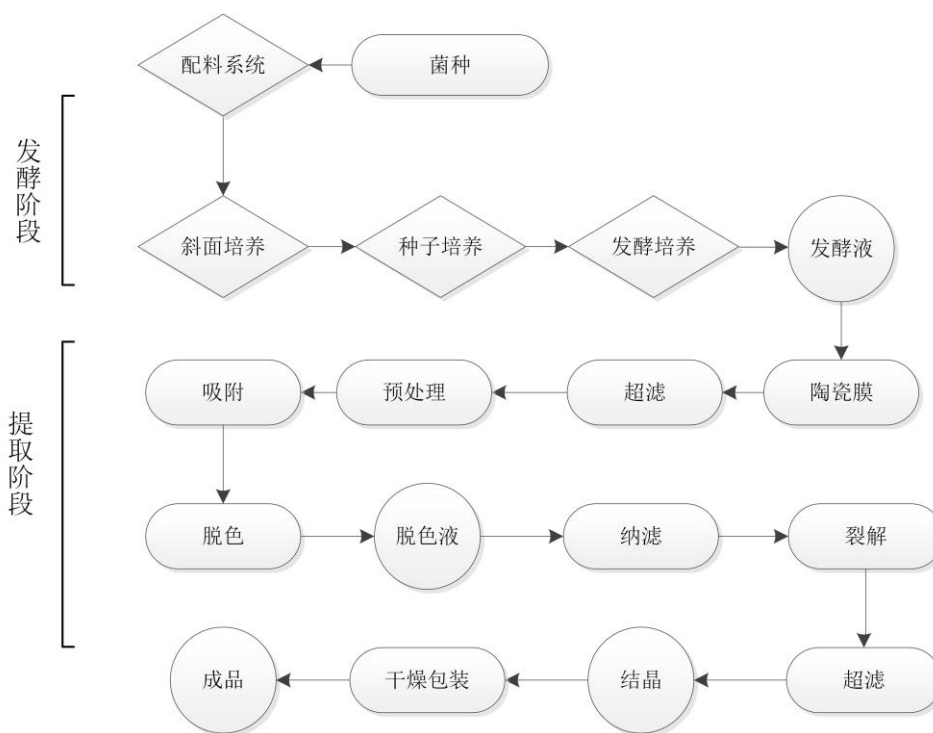 配料系统
菌种
发酵阶段
斜面培养
种子培养
发酵培养
发酵液
提取阶段
吸附
预处理
超滤
陶瓷膜
脱色
脱色液
纳滤
裂解
成品
干燥包装
结晶
超滤